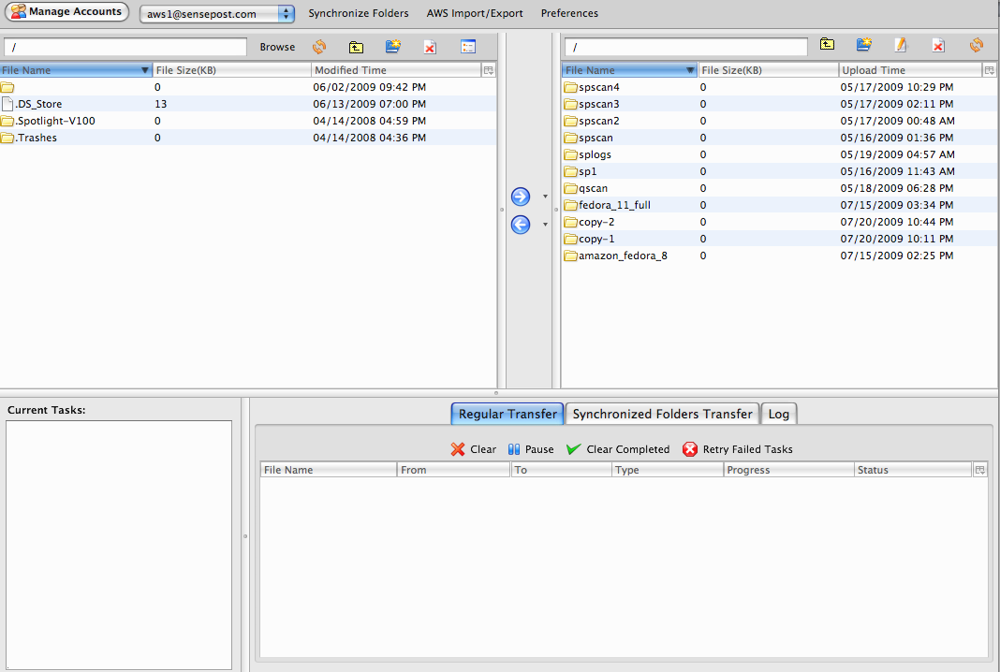 Manage Accounts aws1@sensepost.com Synchronize Folders AWS Import/Export Preferences
/ Browse
File Name File Size(KB) Modified Time
0 06/02/2009 09:42 PM
.DS_Store 13 06/13/2009 07:00 PM
.Spotlight-V100 0 04/14/2008 04:59 PM
.Trashes 0 04/14/2008 04:36 PM
/
File Name File Size(KB) Upload Time
spscan4 0 05/17/2009 10:29 PM
spscan3 0 05/17/2009 02:11 PM
spscan2 0 05/17/2009 00:48 AM
spscan 0 05/16/2009 01:36 PM
splogs 0 05/19/2009 04:57 AM
sp1 0 05/16/2009 11:43 AM
qscan 0 05/18/2009 06:28 PM
fedora_11_full 0 07/15/2009 03:34 PM
copy-2 0 07/20/2009 10:44 PM
copy-1 0 07/20/2009 10:11 PM
amazon_fedora_8 0 07/15/2009 02:25 PM
Current Tasks:
Regular Transfer Synchronized Folders Transfer Log
Clear Pause Clear Completed Retry Failed Tasks
File Name From To Type Progress Status